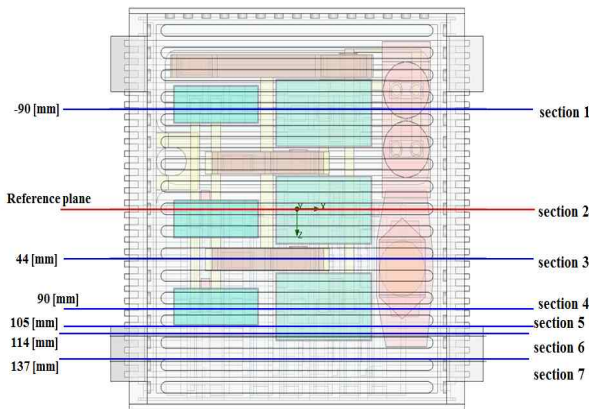 -90 [mm]
section 1
Reference plane
section 2
Y
Z
44 [mm]
section 3
90 [mm]
section 4
105 [mm]
section 5
114 [mm]
section 6
137 [mm]
section 7